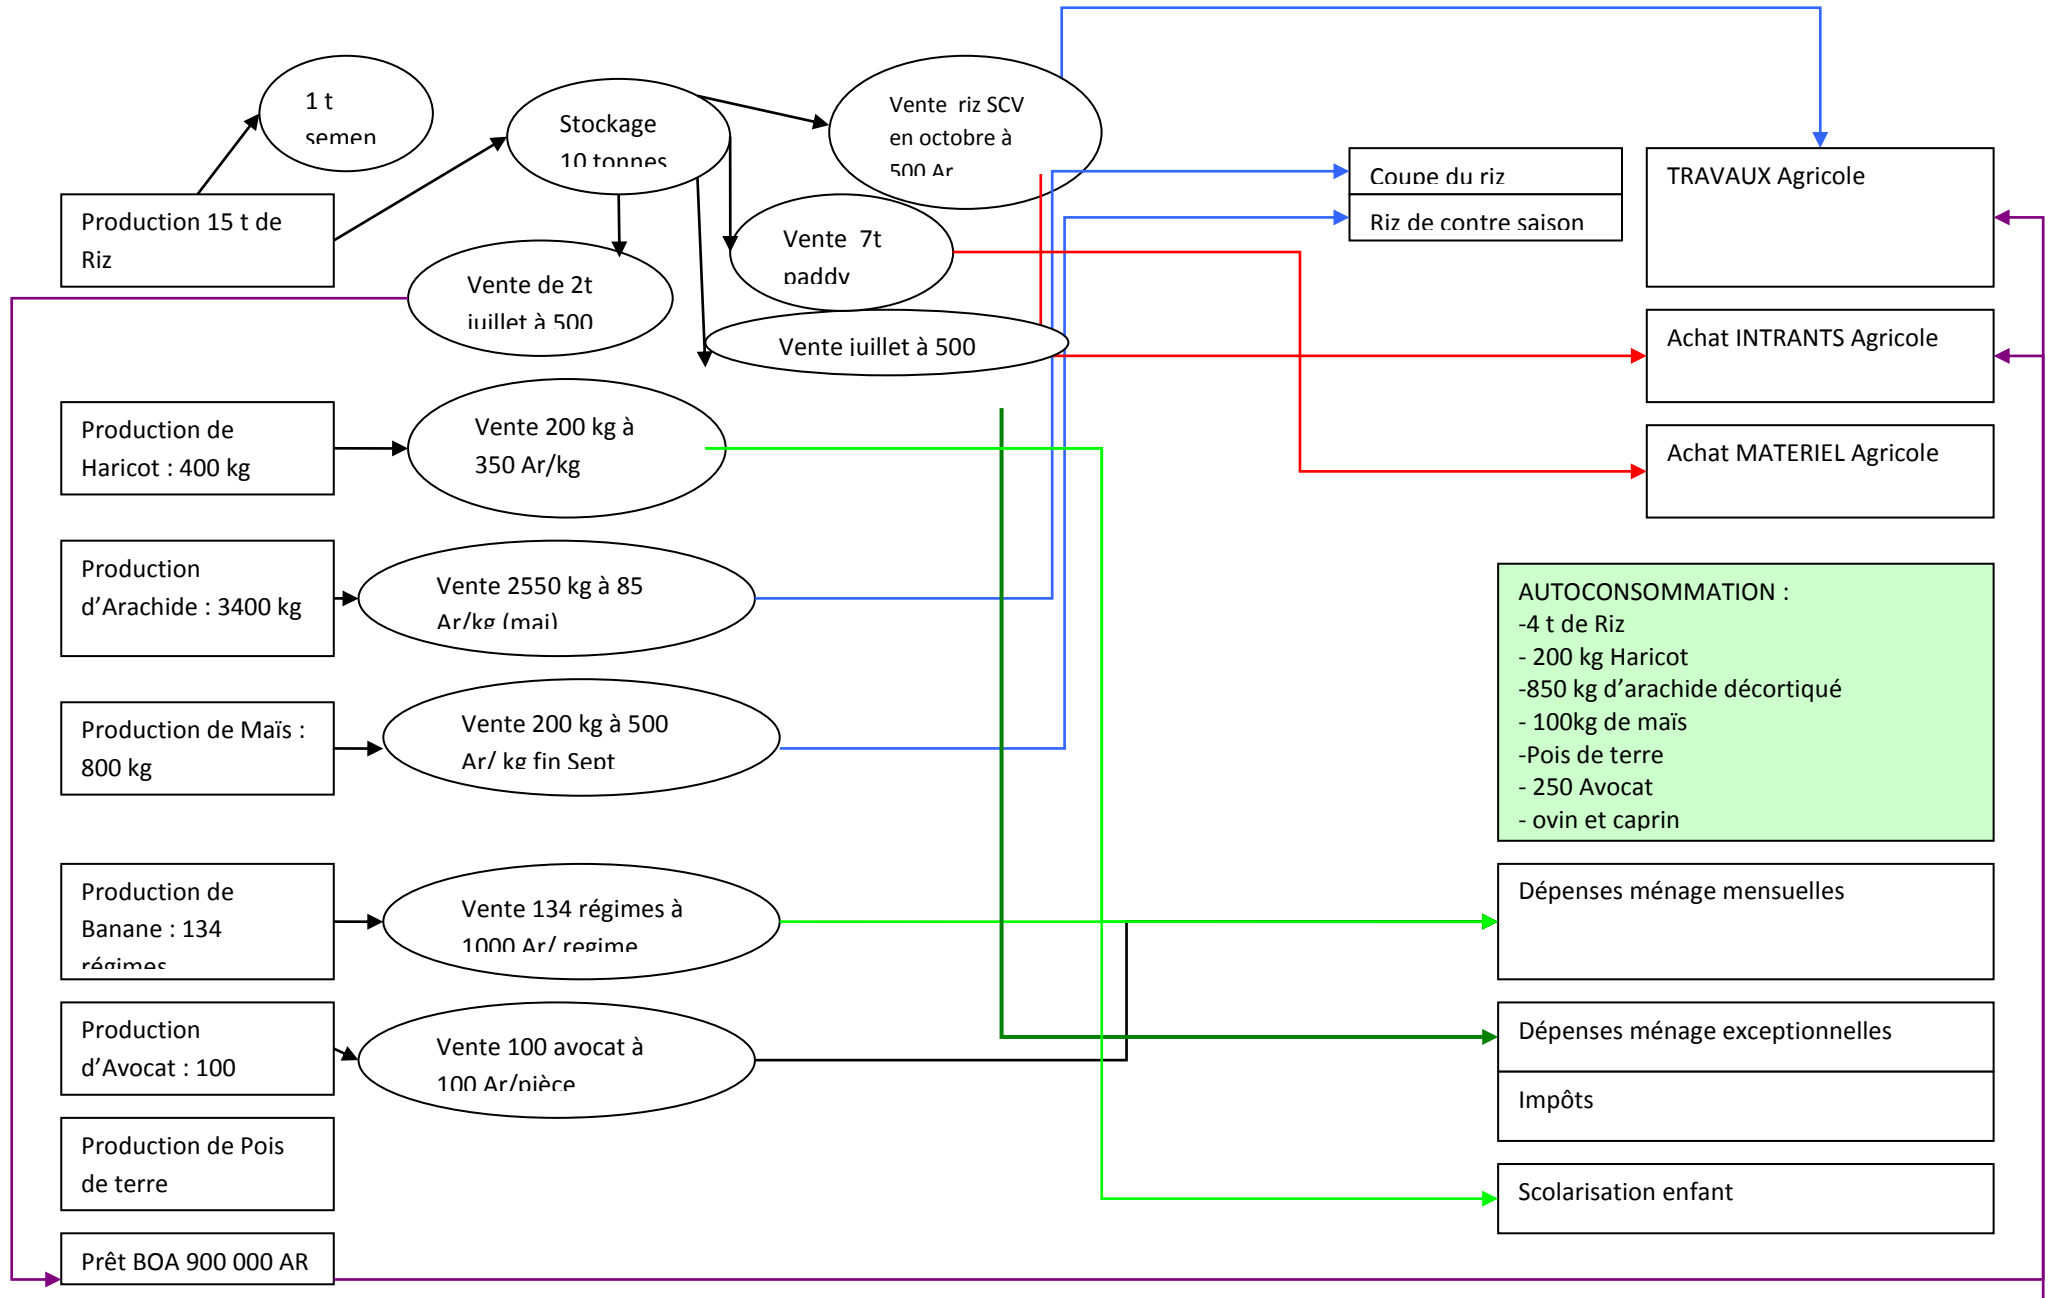 1 t
semen
Stockage
10 tonnes
Vente riz SCV
en octobre à
500 Ar
Production 15 t de
Riz
Vente de 2t
juillet à 500
Vente 7t
paddy
Vente juillet à 500
Coupe du riz
Riz de contre saison
TRAVAUX Agricole
Achat INTRANTS Agricole
Achat MATERIEL Agricole
Production de
Haricot : 400 kg
Vente 200 kg à
350 Ar/kg
Production
d’Arachide : 3400 kg
Vente 2550 kg à 85
Ar/kg (mai)
Production de Maïs :
800 kg
Vente 200 kg à 500
Ar/ kg fin Sept
AUTOCONSOMMATION :
-4 t de Riz
- 200 kg Haricot
-850 kg d’arachide décortiqué
- 100kg de maïs
-Pois de terre
- 250 Avocat
- ovin et caprin
Production de
Banane : 134
régimes
Vente 134 régimes à
1000 Ar/ regime
Dépenses ménage mensuelles
Production
d’Avocat : 100
Vente 100 avocat à
100 Ar/pièce
Dépenses ménage exceptionnelles
Impôts
Production de Pois
de terre
Scolarisation enfant
Prêt BOA 900 000 AR